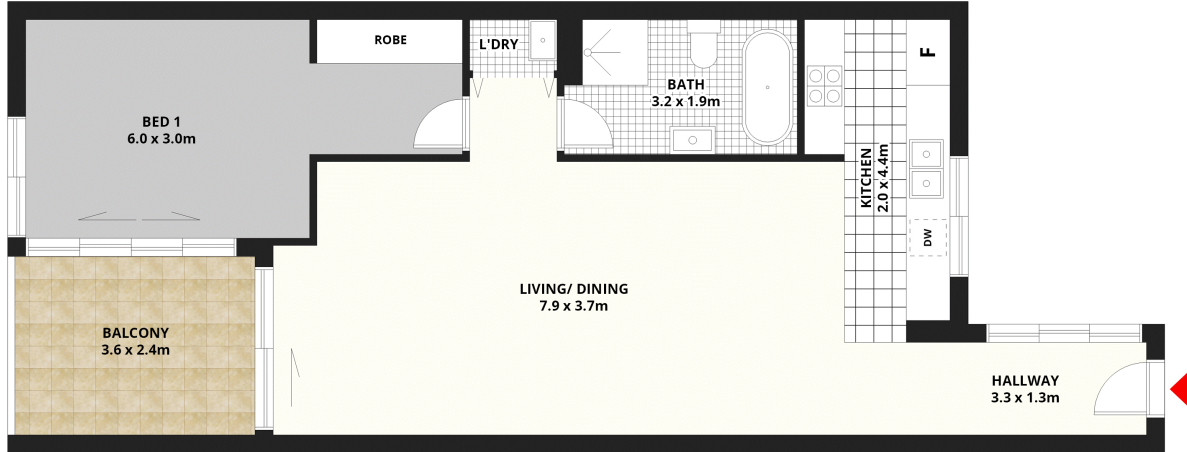 ROBE
L'DRY
F
BATH
3.2 x 1.9m
BED 1
6.0 x 3.0m
KITCHEN
2.0 x 4.4m
DW
LIVING/ DINING
7.9 x 3.7m
BALCONY
3.6 x 2.4m
HALLWAY
3.3 x 1.3m